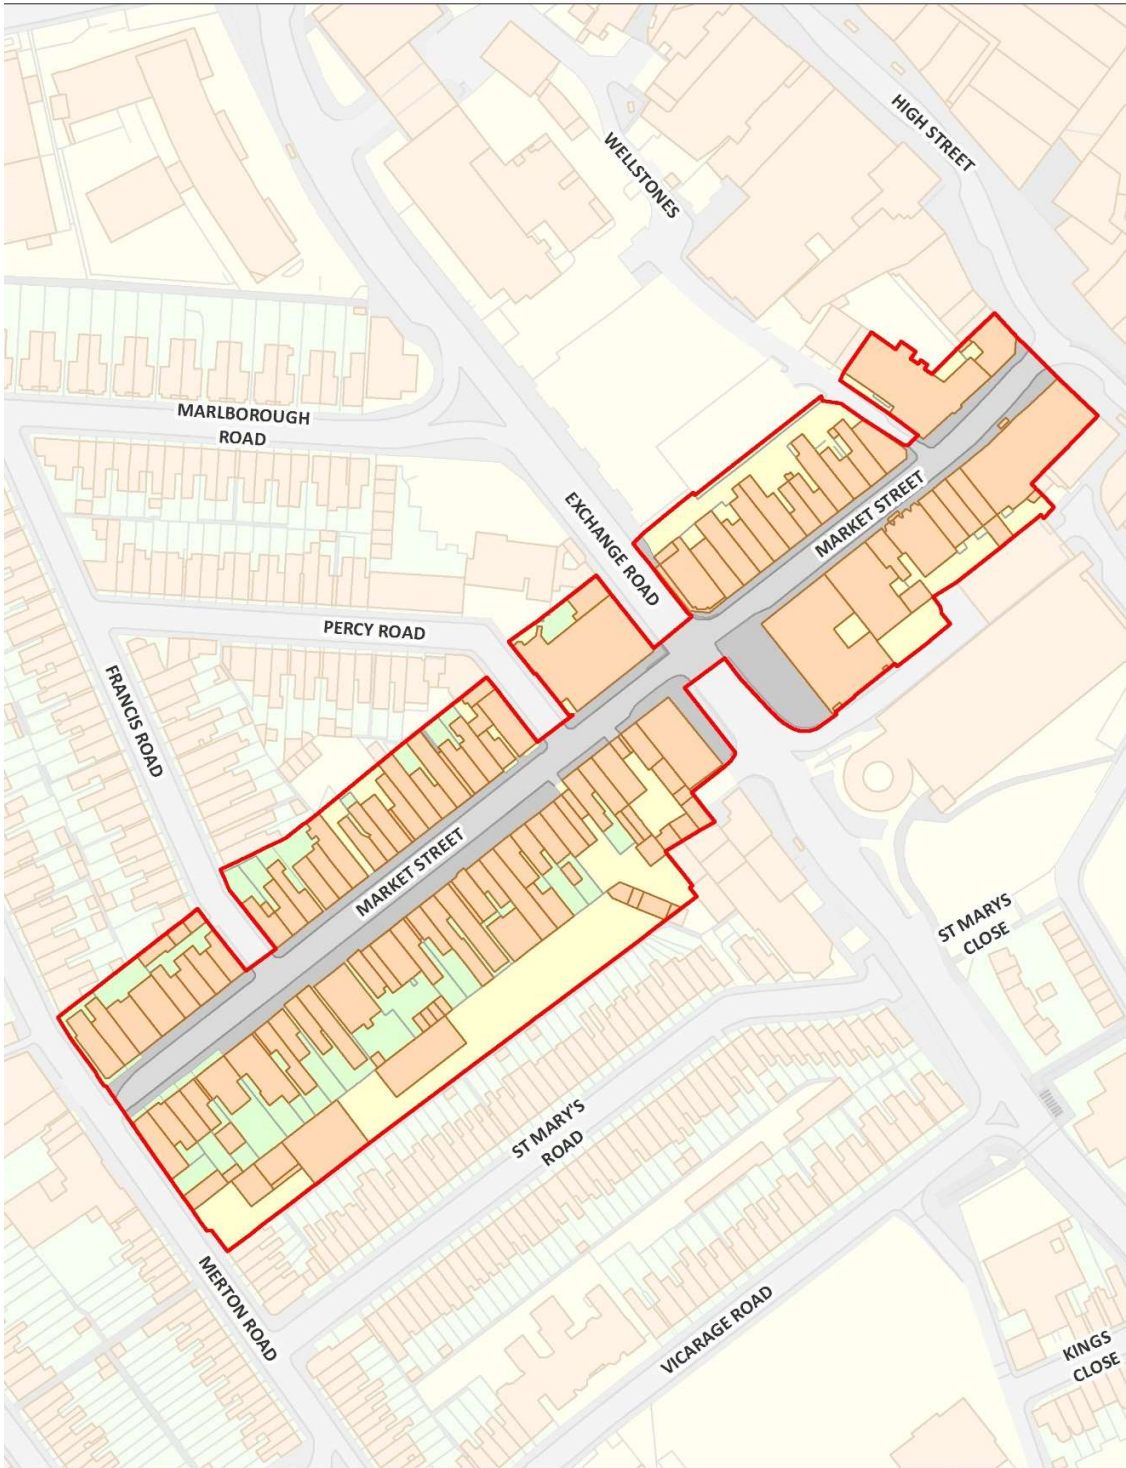 HIGH STREET
WELLSTONES
MARLBOROUGH
ROAD
MARKET STREET
EXCHANGE ROAD
PERCY ROAD
FRANCIS ROAD
MARKET STREET
ST MARYS
CLOSE
ST MARY'S
ROAD
MERTON ROAD
VICARAGE ROAD
KINGS
CLOSE